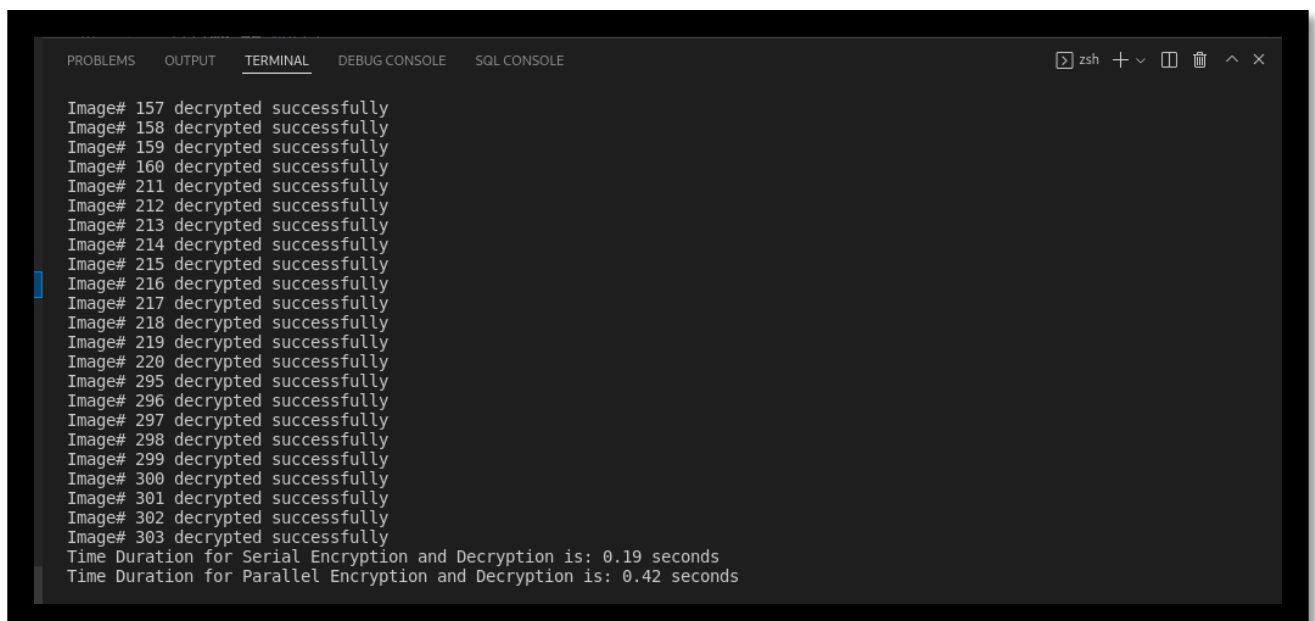 PROBLEMS OUTPUT TERMINAL DEBUG CONSOLE SQL CONSOLE zsh
Image# 157 decrypted successfully
Image# 158 decrypted successfully
Image# 159 decrypted successfully
Image# 160 decrypted successfully
Image# 211 decrypted successfully
Image# 212 decrypted successfully
Image# 213 decrypted successfully
Image# 214 decrypted successfully
Image# 215 decrypted successfully
Image# 216 decrypted successfully
Image# 217 decrypted successfully
Image# 218 decrypted successfully
Image# 219 decrypted successfully
Image# 220 decrypted successfully
Image# 295 decrypted successfully
Image# 296 decrypted successfully
Image# 297 decrypted successfully
Image# 298 decrypted successfully
Image# 299 decrypted successfully
Image# 300 decrypted successfully
Image# 301 decrypted successfully
Image# 302 decrypted successfully
Image# 303 decrypted successfully
Time Duration for Serial Encryption and Decryption is: 0.19 seconds
Time Duration for Parallel Encryption and Decryption is: 0.42 seconds